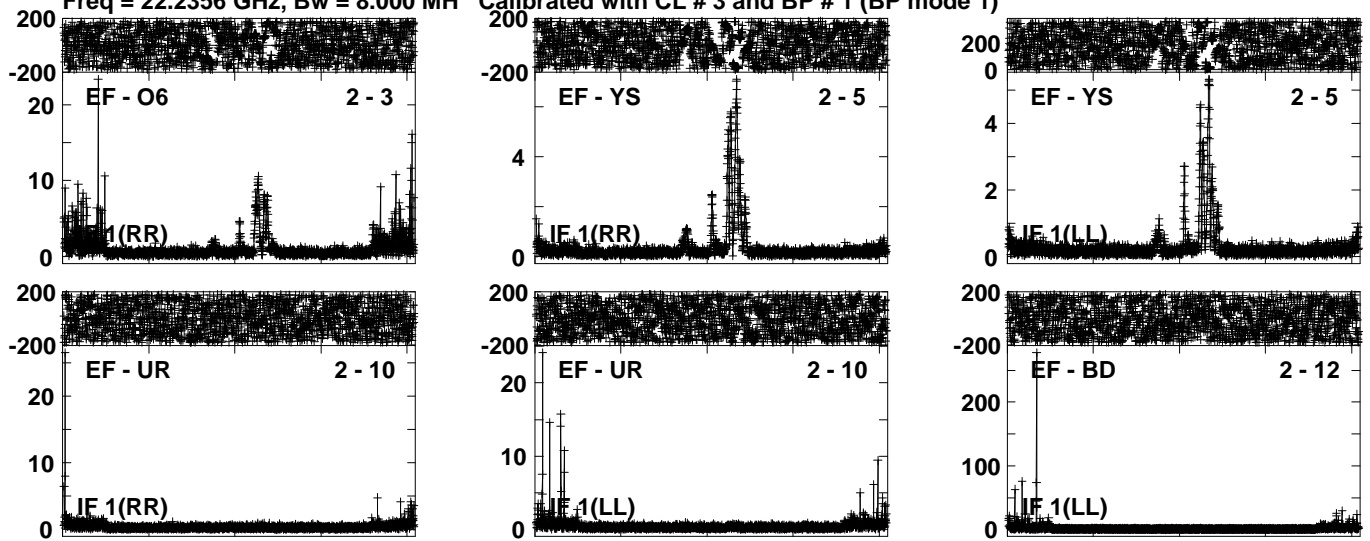 Freq = 22.2356 GHz, Bw = 8.000 MH Calibrated with CL # 3 and BP # 1 (BP mode 1)
200 200 200
-200 -200 0
EF - O6 2 - 3 EF - YS 2 - 5 EF - YS 2 - 5
20
10
0
4
0
4
2
0
IF 1(RR) IF 1(RR) IF 1(LL)
200 200 200
-200 -200 -200
EF - UR 2 - 10 EF - UR 2 - 10 EF - BD 2 - 12
20
10
0
20
10
0
200
100
0
IF 1(RR) IF 1(LL) IF 1(LL)